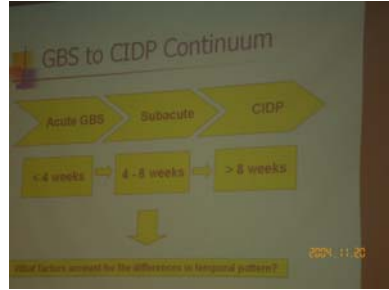 GBS to CIDP Continuum
Acute GBS
Subacute
CIDP
< 4 weeks
4 - 8 weeks
> 8 weeks
What factors account for the differences in temporal pattern?
2004.11.20